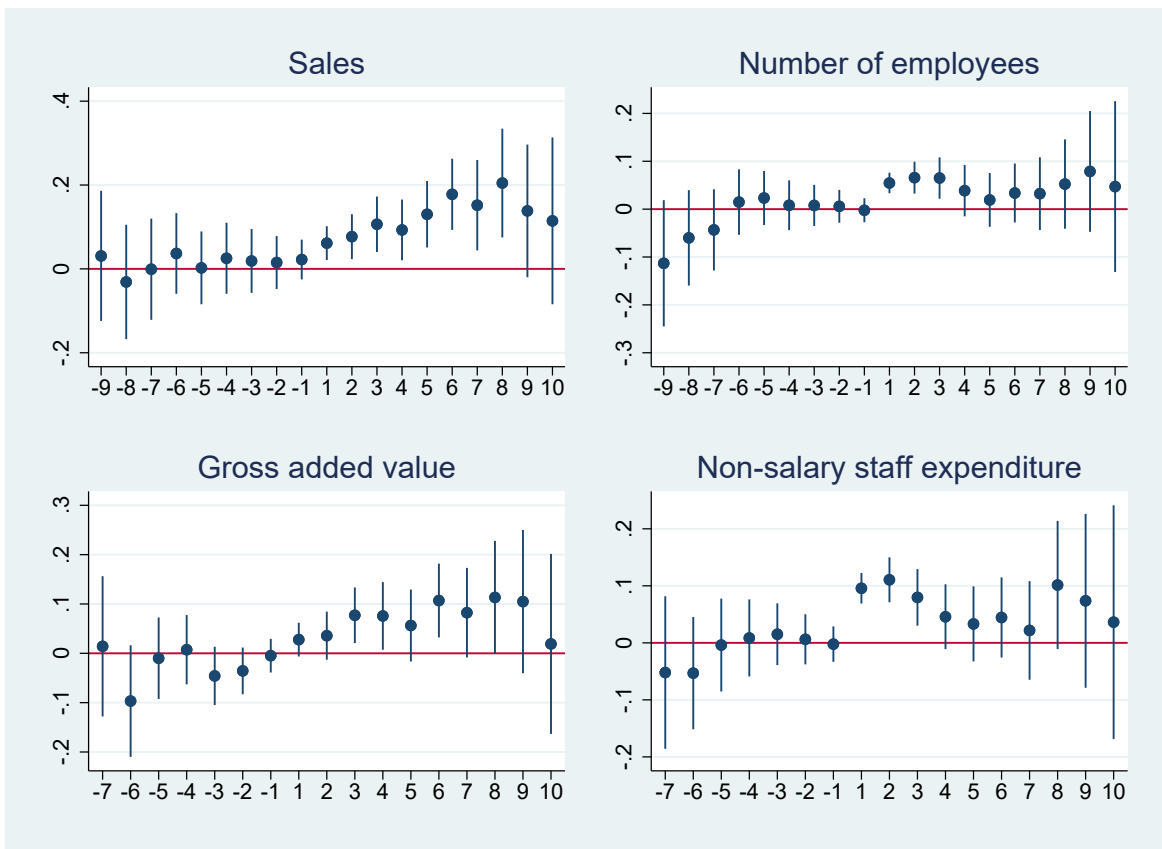 Sales
.4
.2
0
-.2
-9 -8 -7 -6 -5 -4 -3 -2 -1 1 2 3 4 5 6 7 8 9 10
Number of employees
.2
.1
0
-.1
-.2
-.3
-9 -8 -7 -6 -5 -4 -3 -2 -1 1 2 3 4 5 6 7 8 9 10
Gross added value
.3
.2
.1
0
-.1
-.2
-7 -6 -5 -4 -3 -2 -1 1 2 3 4 5 6 7 8 9 10
Non-salary staff expenditure
.2
.1
0
-.1
-.2
-7 -6 -5 -4 -3 -2 -1 1 2 3 4 5 6 7 8 9 10